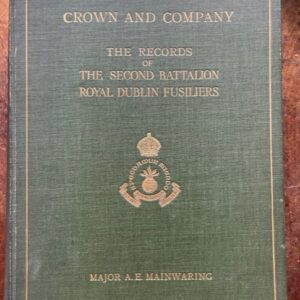 CROWN AND COMPANY
THE RECORDS
OF
THE SECOND BATTALION
ROYAL DUBLIN FUSILIERS
MAJOR A.E. MAINWARING